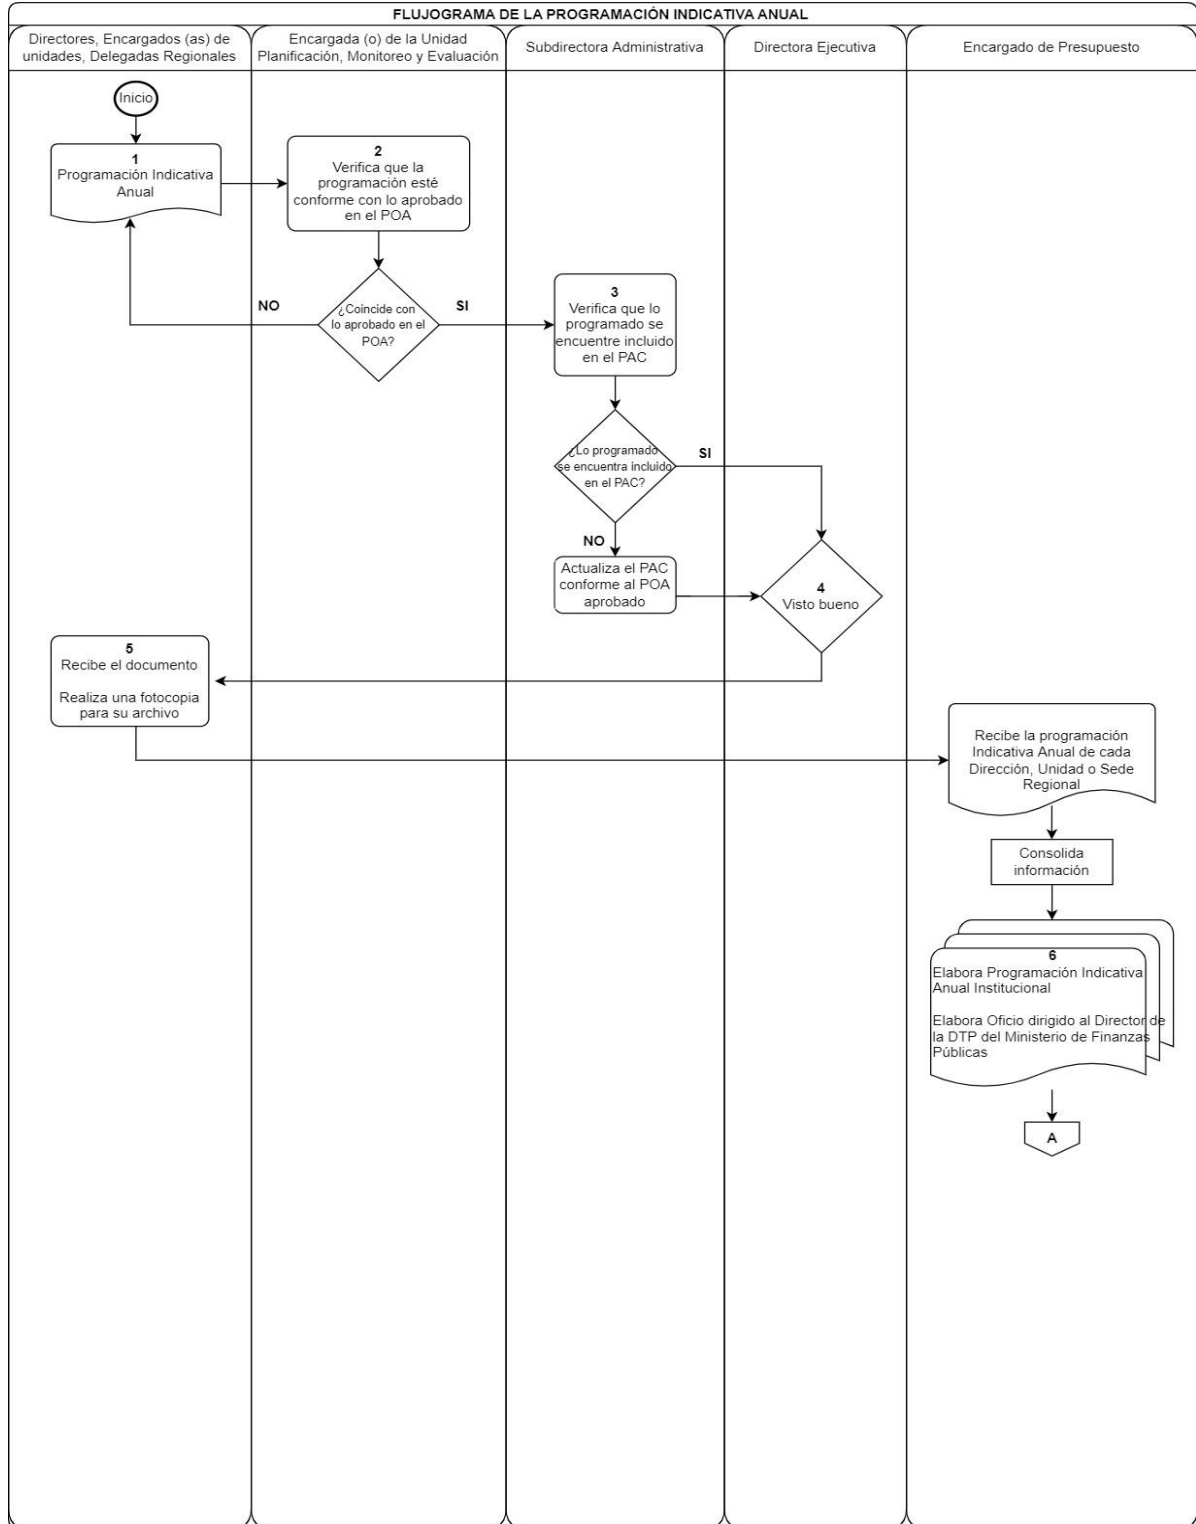 FLUJOGRAMA DE LA PROGRAMACIÓN INDICATIVA ANUAL
Directores, Encargados (as) de
unidades, Delegadas Regionales
Encargada (o) de la Unidad
Planificación, Monitoreo y Evaluación
Subdirectora Administrativa
Directora Ejecutiva
Encargado de Presupuesto
Inicio
1
Programación Indicativa
Anual
2
Verifica que la
programación esté
conforme con lo aprobado
en el POA
NO
¿Coincide con
lo aprobado en el
POA?
SI
3
Verifica que lo
programado se
encuentre incluido
en el PAC
¿Lo programado
se encuentra incluido
en el PAC?
SI
NO
Actualiza el PAC
conforme al POA
aprobado
4
Visto bueno
5
Recibe el documento
Realiza una fotocopia
para su archivo
Recibe la programación
Indicativa Anual de cada
Dirección, Unidad o Sede
Regional
Consolida
información
6
Elabora Programación Indicativa
Anual Institucional
Elabora Oficio dirigido al Director de
la DTP del Ministerio de Finanzas
Públicas
A